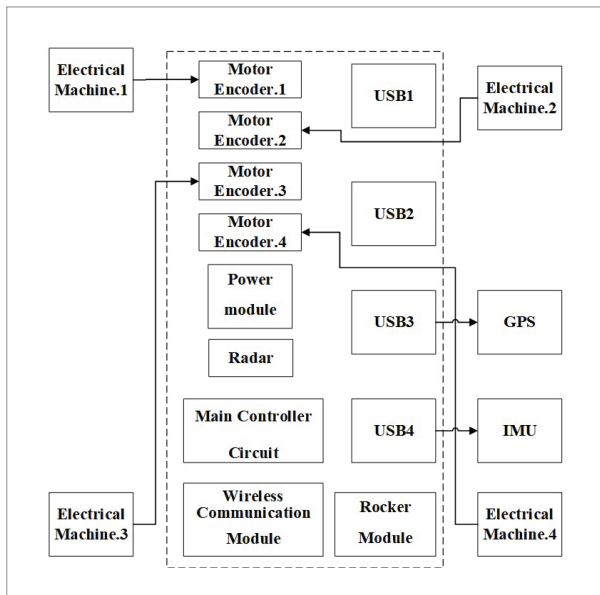 Electrical
Machine.1
Motor
Encoder.1
USB1
Electrical
Machine.2
Motor
Encoder.2
Motor
Encoder.3
USB2
Motor
Encoder.4
Power
module
USB3
GPS
Radar
Main Controller
Circuit
USB4
IMU
Electrical
Machine.3
Wireless
Communication
Module
Rocker
Module
Electrical
Machine.4